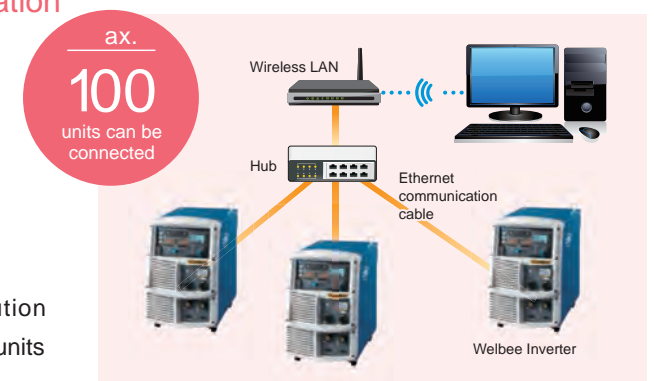 ation
ax.
100
units can be
connected
Wireless LAN
Hub
Ethernet
communication
cable
ution
units
Welbee Inverter